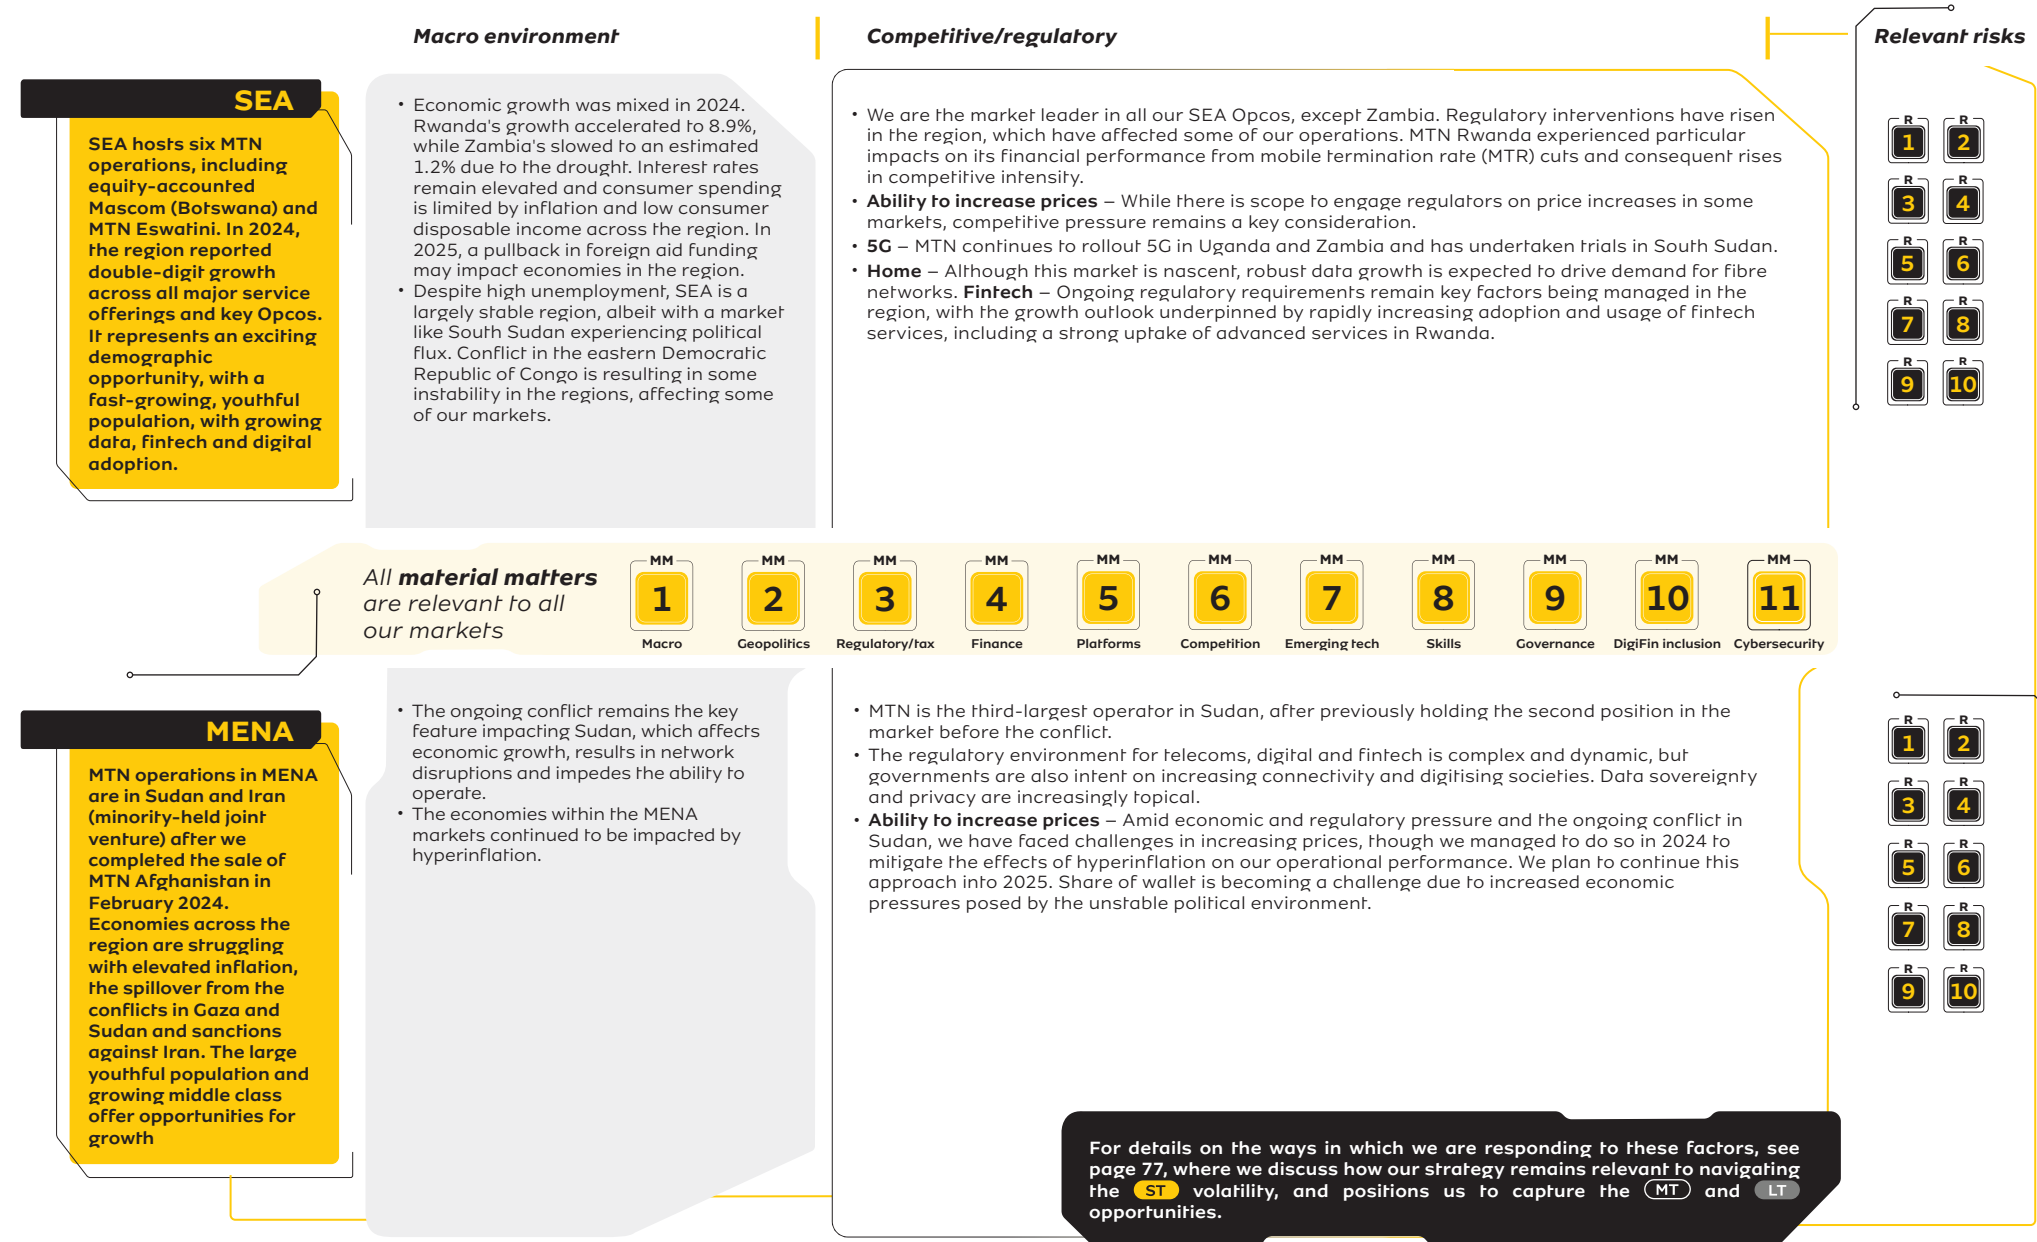 Macro environment
Competitive/regulatory
Relevant risks
SEA
SEA hosts six MTN
operations, including
equity-accounted
Mascom (Botswana) and
MTN Eswatini. In 2024,
the region reported
double-digit growth
across all major service
offerings and key Opcos.
It represents an exciting
demographic
opportunity, with a
fast-growing, youthful
population, with growing
data, fintech and digital
adoption.
• Economic growth was mixed in 2024.
Rwanda's growth accelerated to 8.9%,
while Zambia's slowed to an estimated
1.2% due to the drought. Interest rates
remain elevated and consumer spending
is limited by inflation and low consumer
disposable income across the region. In
2025, a pullback in foreign aid funding
may impact economies in the region.
• Despite high unemployment, SEA is a
largely stable region, albeit with a market
like South Sudan experiencing political
flux. Conflict in the eastern Democratic
Republic of Congo is resulting in some
instability in the regions, affecting some
of our markets.
• We are the market leader in all our SEA Opcos, except Zambia. Regulatory interventions have risen
in the region, which have affected some of our operations. MTN Rwanda experienced particular
impacts on its financial performance from mobile termination rate (MTR) cuts and consequent rises
in competitive intensity.
• Ability to increase prices – While there is scope to engage regulators on price increases in some
markets, competitive pressure remains a key consideration.
• 5G – MTN continues to rollout 5G in Uganda and Zambia and has undertaken trials in South Sudan.
• Home – Although this market is nascent, robust data growth is expected to drive demand for fibre
networks. Fintech – Ongoing regulatory requirements remain key factors being managed in the
region, with the growth outlook underpinned by rapidly increasing adoption and usage of fintech
services, including a strong uptake of advanced services in Rwanda.
R R
1 2
R R
3 4
R R
5 6
R R
7 8
R R
9 10
All material matters
are relevant to all
our markets
MM MM MM MM MM MM MM MM MM MM MM
1 2 3 4 5 6 7 8 9 10 11
Macro Geopolitics Regulatory/tax Finance Platforms Competition Emerging tech Skills Governance DigiFin inclusion Cybersecurity
MENA
MTN operations in MENA
are in Sudan and Iran
(minority-held joint
venture) after we
completed the sale of
MTN Afghanistan in
February 2024.
Economies across the
region are struggling
with elevated inflation,
the spillover from the
conflicts in Gaza and
Sudan and sanctions
against Iran. The large
youthful population and
growing middle class
offer opportunities for
growth
• The ongoing conflict remains the key
feature impacting Sudan, which affects
economic growth, results in network
disruptions and impedes the ability to
operate.
• The economies within the MENA
markets continued to be impacted by
hyperinflation.
• MTN is the third-largest operator in Sudan, after previously holding the second position in the
market before the conflict.
• The regulatory environment for telecoms, digital and fintech is complex and dynamic, but
governments are also intent on increasing connectivity and digitising societies. Data sovereignty
and privacy are increasingly topical.
• Ability to increase prices – Amid economic and regulatory pressure and the ongoing conflict in
Sudan, we have faced challenges in increasing prices, though we managed to do so in 2024 to
mitigate the effects of hyperinflation on our operational performance. We plan to continue this
approach into 2025. Share of wallet is becoming a challenge due to increased economic
pressures posed by the unstable political environment.
R R
1 2
R R
3 4
R R
5 6
R R
7 8
R R
9 10
For details on the ways in which we are responding to these factors, see
page 77, where we discuss how our strategy remains relevant to navigating
the ST volatility, and positions us to capture the MT and LT
opportunities.